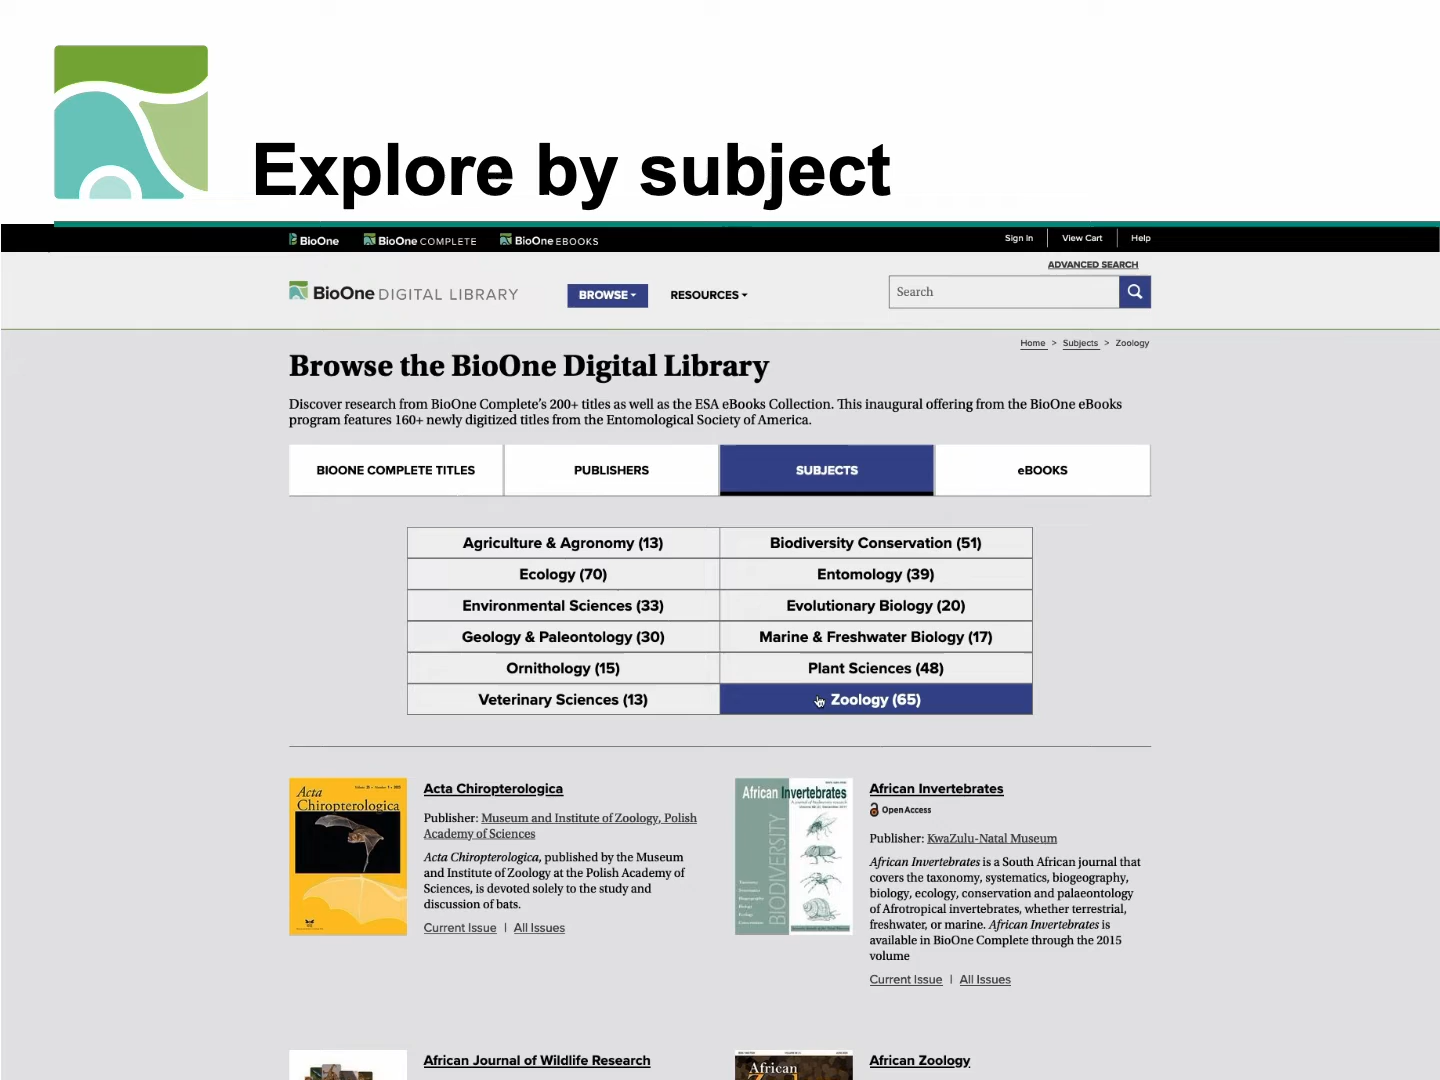 Explore by subject
BioOne
BioOne COMPLETE
BioOne EBOOKS
Sign In
View Cart
Help
ADVANCED SEARCH
BioOne DIGITAL LIBRARY
BROWSE
RESOURCES
Search
Home > Subjects > Zoology
Browse the BioOne Digital Library
Discover research from BioOne Complete's 200+ titles as well as the ESA eBooks Collection. This inaugural offering from the BioOne eBooks
program features 160+ newly digitized titles from the Entomological Society of America.
BIOONE COMPLETE TITLES
PUBLISHERS
SUBJECTS
eBOOKS
Agriculture & Agronomy (13)
Biodiversity Conservation (51)
Ecology (70)
Entomology (39)
Environmental Sciences (33)
Evolutionary Biology (20)
Geology & Paleontology (30)
Marine & Freshwater Biology (17)
Ornithology (15)
Plant Sciences (48)
Veterinary Sciences (13)
Zoology (65)
Acta
Chiropterologica
Acta Chiropterologica
Publisher: Museum and Institute of Zoology, Polish
Academy of Sciences
Acta Chiropterologica, published by the Museum
and Institute of Zoology at the Polish Academy of
Sciences, is devoted solely to the study and
discussion of bats.
Current Issue | All Issues
African Invertebrates
BIODIVERSITY
African Invertebrates
Open Access
Publisher: KwaZulu-Natal Museum
African Invertebrates is a South African journal that
covers the taxonomy, systematics, biogeography,
biology, ecology, conservation and palaeontology
of Afrotropical invertebrates, whether terrestrial,
freshwater, or marine. African Invertebrates is
available in BioOne Complete through the 2015
volume
Current Issue | All Issues
African Journal of Wildlife Research
African
African Zoology